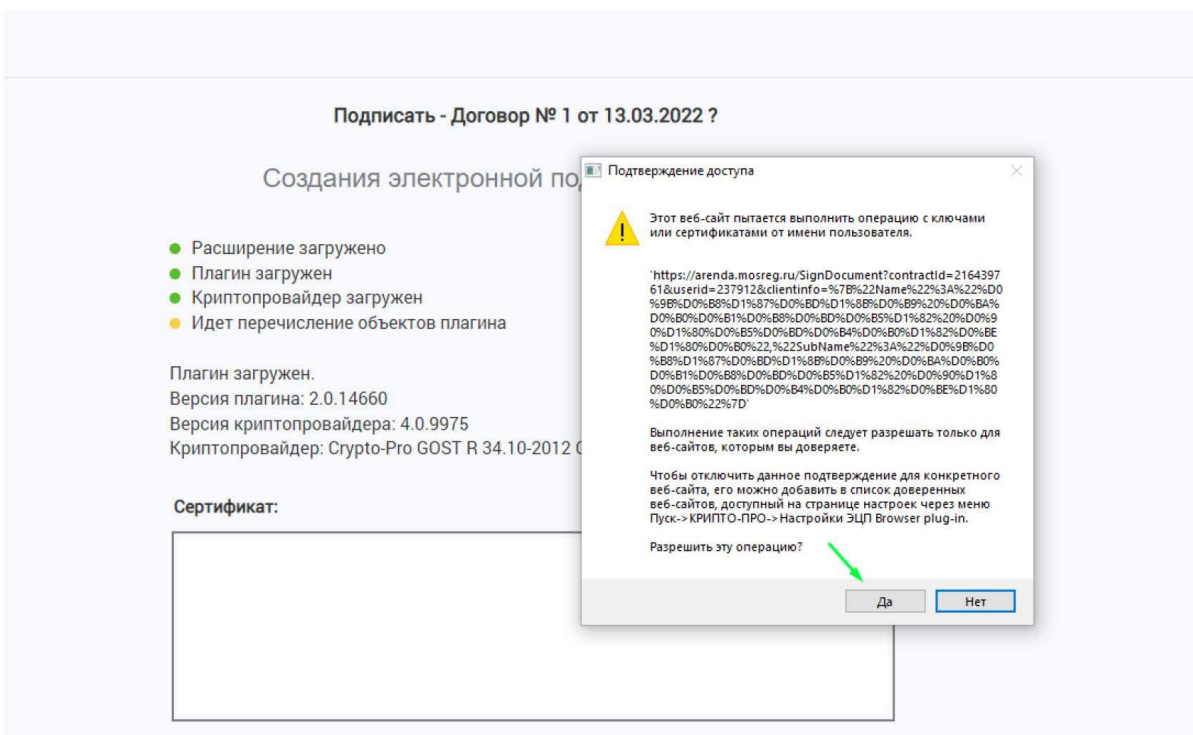 Подписать - Договор № 1 от 13.03.2022 ?
Создания электронной по
Расширение загружено
Плагин загружен
Криптопровайдер загружен
Идет перечисление объектов плагина
Плагин загружен.
Версия плагина: 2.0.14660
Версия криптопровайдера: 4.0.9975
Криптопровайдер: Crypto-Pro GOST R 34.10-2012
Сертификат:
Подтверждение доступа
Этот веб-сайт пытается выполнить операцию с ключами
или сертификатами от имени пользователя.
'https://arenda.mosreg.ru/SignDocument?contractId=2164397
61&userid=237912&clientinfo=%7B%22Name%22%3A%22%D0
%9B%D0%B8%D1%87%D0%BD%D1%8B%D0%B9%20%D0%BA%
D0%B0%D0%B1%D0%B8%D0%BD%D0%B5%D1%82%20%D0%9
0%D1%80%D0%B5%D0%BD%D0%B4%D0%B0%D1%82%D0%BE
%D1%80%D0%B0%22,%22SubName%22%3A%22%D0%9B%D0
%B8%D1%87%D0%BD%D1%8B%D0%B9%20%D0%BA%D0%B0%
D0%B1%D0%B8%D0%BD%D0%B5%D1%82%20%D0%90%D1%8
0%D0%B5%D0%BD%D0%B4%D0%B0%D1%82%D0%BE%D1%80
%D0%B0%22%7D'
Выполнение таких операций следует разрешать только для
веб-сайтов, которым вы доверяете.
Чтобы отключить данное подтверждение для конкретного
веб-сайта, его можно добавить в список доверенных
веб-сайтов, доступный на странице настроек через меню
Пуск->КРИПТО-ПРО->Настройки ЭЦП Browser plug-in.
Разрешить эту операцию?
Да
Нет